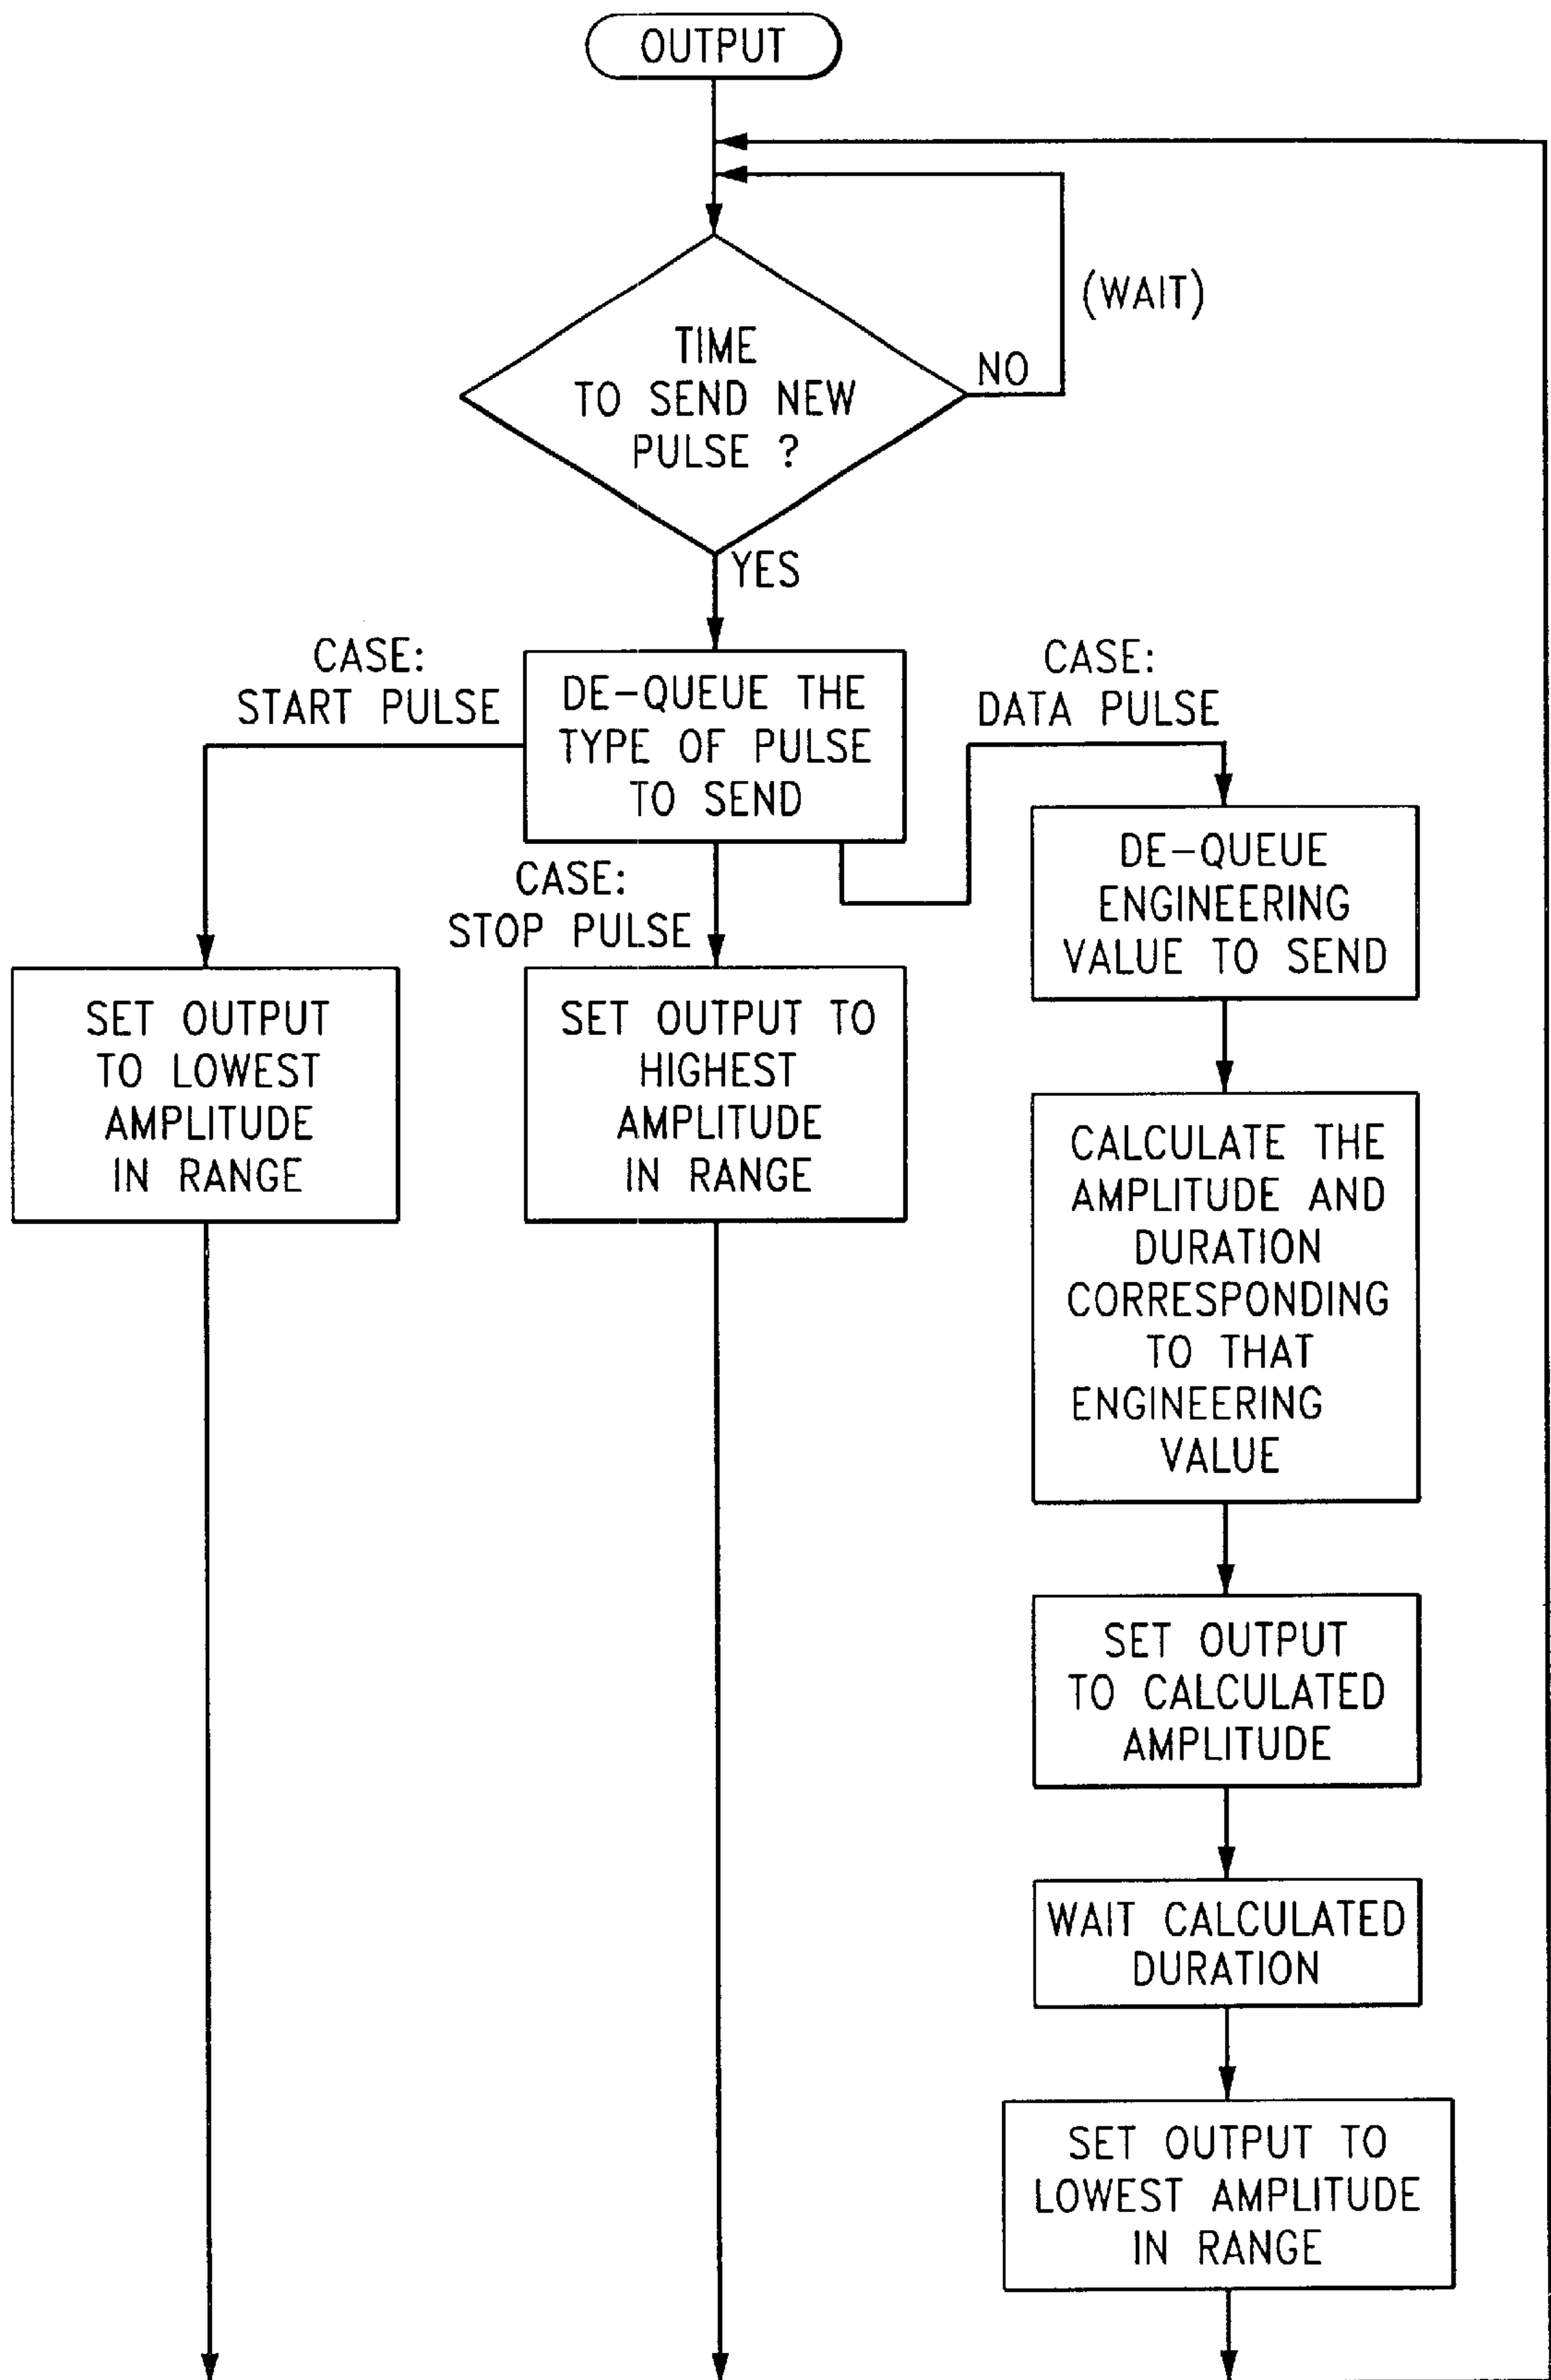 OUTPUT
(WAIT)
TIME
TO SEND NEW
PULSE ?
NO
YES
CASE:
START PULSE
DE-QUEUE THE
TYPE OF PULSE
TO SEND
CASE:
DATA PULSE
CASE:
STOP PULSE
DE-QUEUE
ENGINEERING
VALUE TO SEND
SET OUTPUT
TO LOWEST
AMPLITUDE
IN RANGE
SET OUTPUT TO
HIGHEST
AMPLITUDE
IN RANGE
CALCULATE THE
AMPLITUDE AND
DURATION
CORRESPONDING
TO THAT
ENGINEERING
VALUE
SET OUTPUT
TO CALCULATED
AMPLITUDE
WAIT CALCULATED
DURATION
SET OUTPUT TO
LOWEST AMPLITUDE
IN RANGE